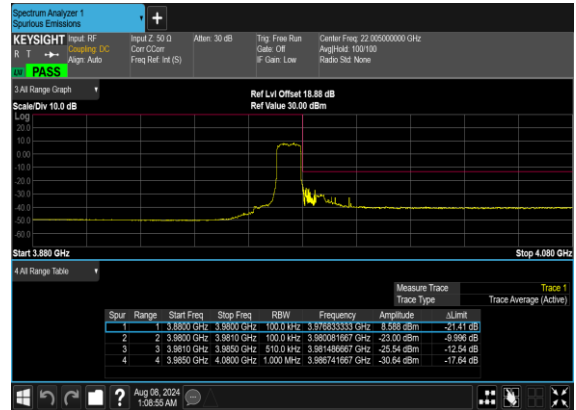 Spectrum Analyzer 1
Spurious Emissions
KEYSIGHT
R T
PASS
Input: RF
Coupling: DC
Align: Auto
Input Z: 50 Ω
Corr CCorr
Freq Ref: Int (S)
Atten: 30 dB
Trig: Free Run
Gate: Off
IF Gain: Low
Center Freq: 22.005000000 GHz
Avg|Hold: 100/100
Radio Std: None
3 All Range Graph
Scale/Div 10.0 dB
Ref Lvl Offset 18.88 dB
Ref Value 30.00 dBm
Log
20.0
10.0
0.00
-10.0
-20.0
-30.0
-40.0
-50.0
-60.0
Start 3.880 GHz
Stop 4.080 GHz
4 All Range Table
Measure Trace Trace 1
Trace Type Trace Average (Active)
Spur Range Start Freq Stop Freq RBW Frequency Amplitude ΔLimit
1 1 3.8800 GHz 3.9800 GHz 100.0 kHz 3.976833333 GHz 8.588 dBm -21.41 dB
2 2 3.9800 GHz 3.9810 GHz 100.0 kHz 3.980081667 GHz -23.00 dBm -9.996 dB
3 3 3.9810 GHz 3.9850 GHz 510.0 kHz 3.981486667 GHz -25.54 dBm -12.54 dB
4 4 3.9850 GHz 4.0800 GHz 1.000 MHz 3.986741667 GHz -30.64 dBm -17.64 dB
Aug 08, 2024
1:08:55 AM